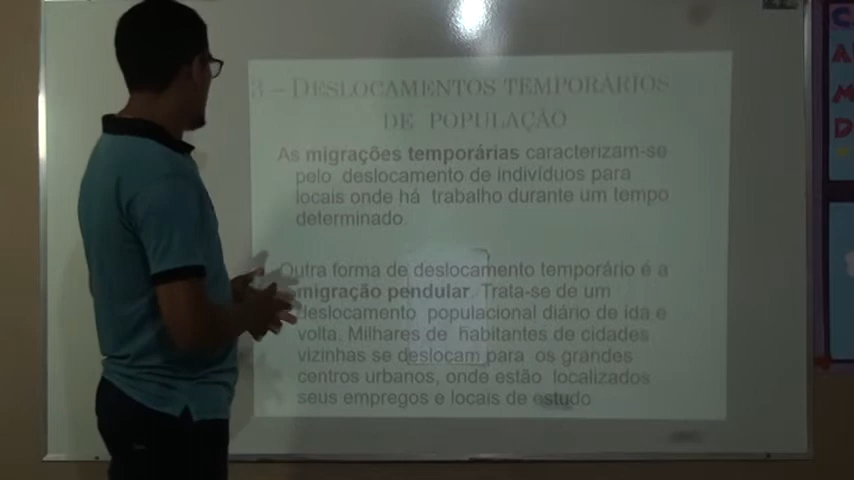 3 – DESLOCAMENTOS TEMPORÁRIOS
DE POPULAÇÃO
As migrações temporárias caracterizam-se
pelo deslocamento de indivíduos para
locais onde há trabalho durante um tempo
determinado
Outra forma de deslocamento temporário é a
migração pendular. Trata-se de um
deslocamento populacional diário de ida e
volta. Milhares de habitantes de cidades
vizinhas se deslocam para os grandes
centros urbanos, onde estão localizados
seus empregos e locais de estudo